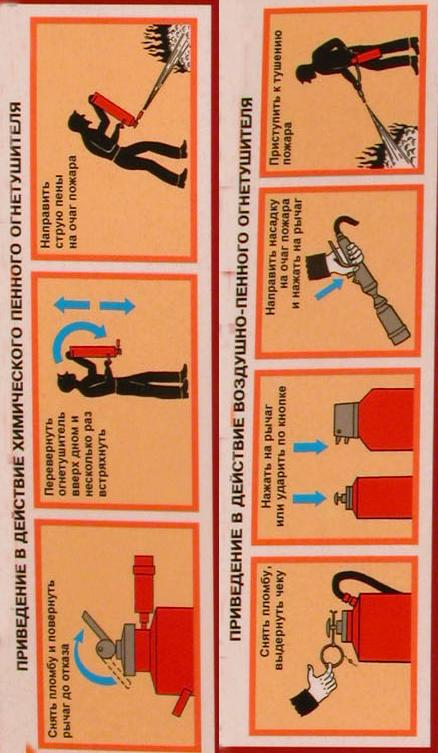 ПРИВЕДЕНИЕ В ДЕЙСТВИЕ ХИМИЧЕСКОГО ПЕННОГО ОГНЕТУШИТЕЛЯ
Снять пломбу и повернуть
рычаг до отказа
Перевернуть
огнетушитель
вверх дном и
несколько раз
встряхнуть
Направить
струю пены
на очаг пожара
ПРИВЕДЕНИЕ В ДЕЙСТВИЕ ВОЗДУШНО-ПЕННОГО ОГНЕТУШИТЕЛЯ
Снять пломбу,
выдернуть чеку
Нажать на рычаг
или ударить по кнопке
Направить насадку
на очаг пожара
и нажать на рычаг
Приступить к тушению
пожара